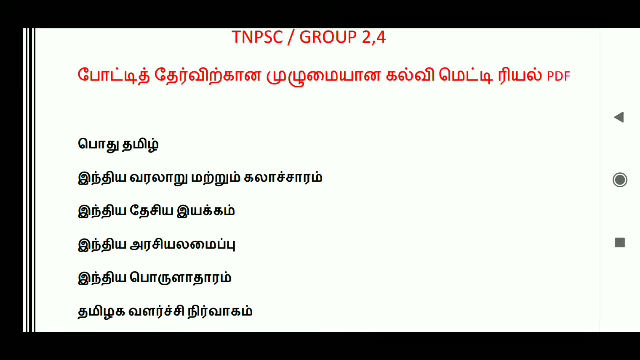 TNPSC / GROUP 2,4
போட்டித் தேர்விற்கான முழுமையான கல்வி மெட்டி ரியல் PDF
பொது தமிழ்
இந்திய வரலாறு மற்றும் கலாச்சாரம்
இந்திய தேசிய இயக்கம்
இந்திய அரசியலமைப்பு
இந்திய பொருளாதாரம்
தமிழக வளர்ச்சி நிர்வாகம்